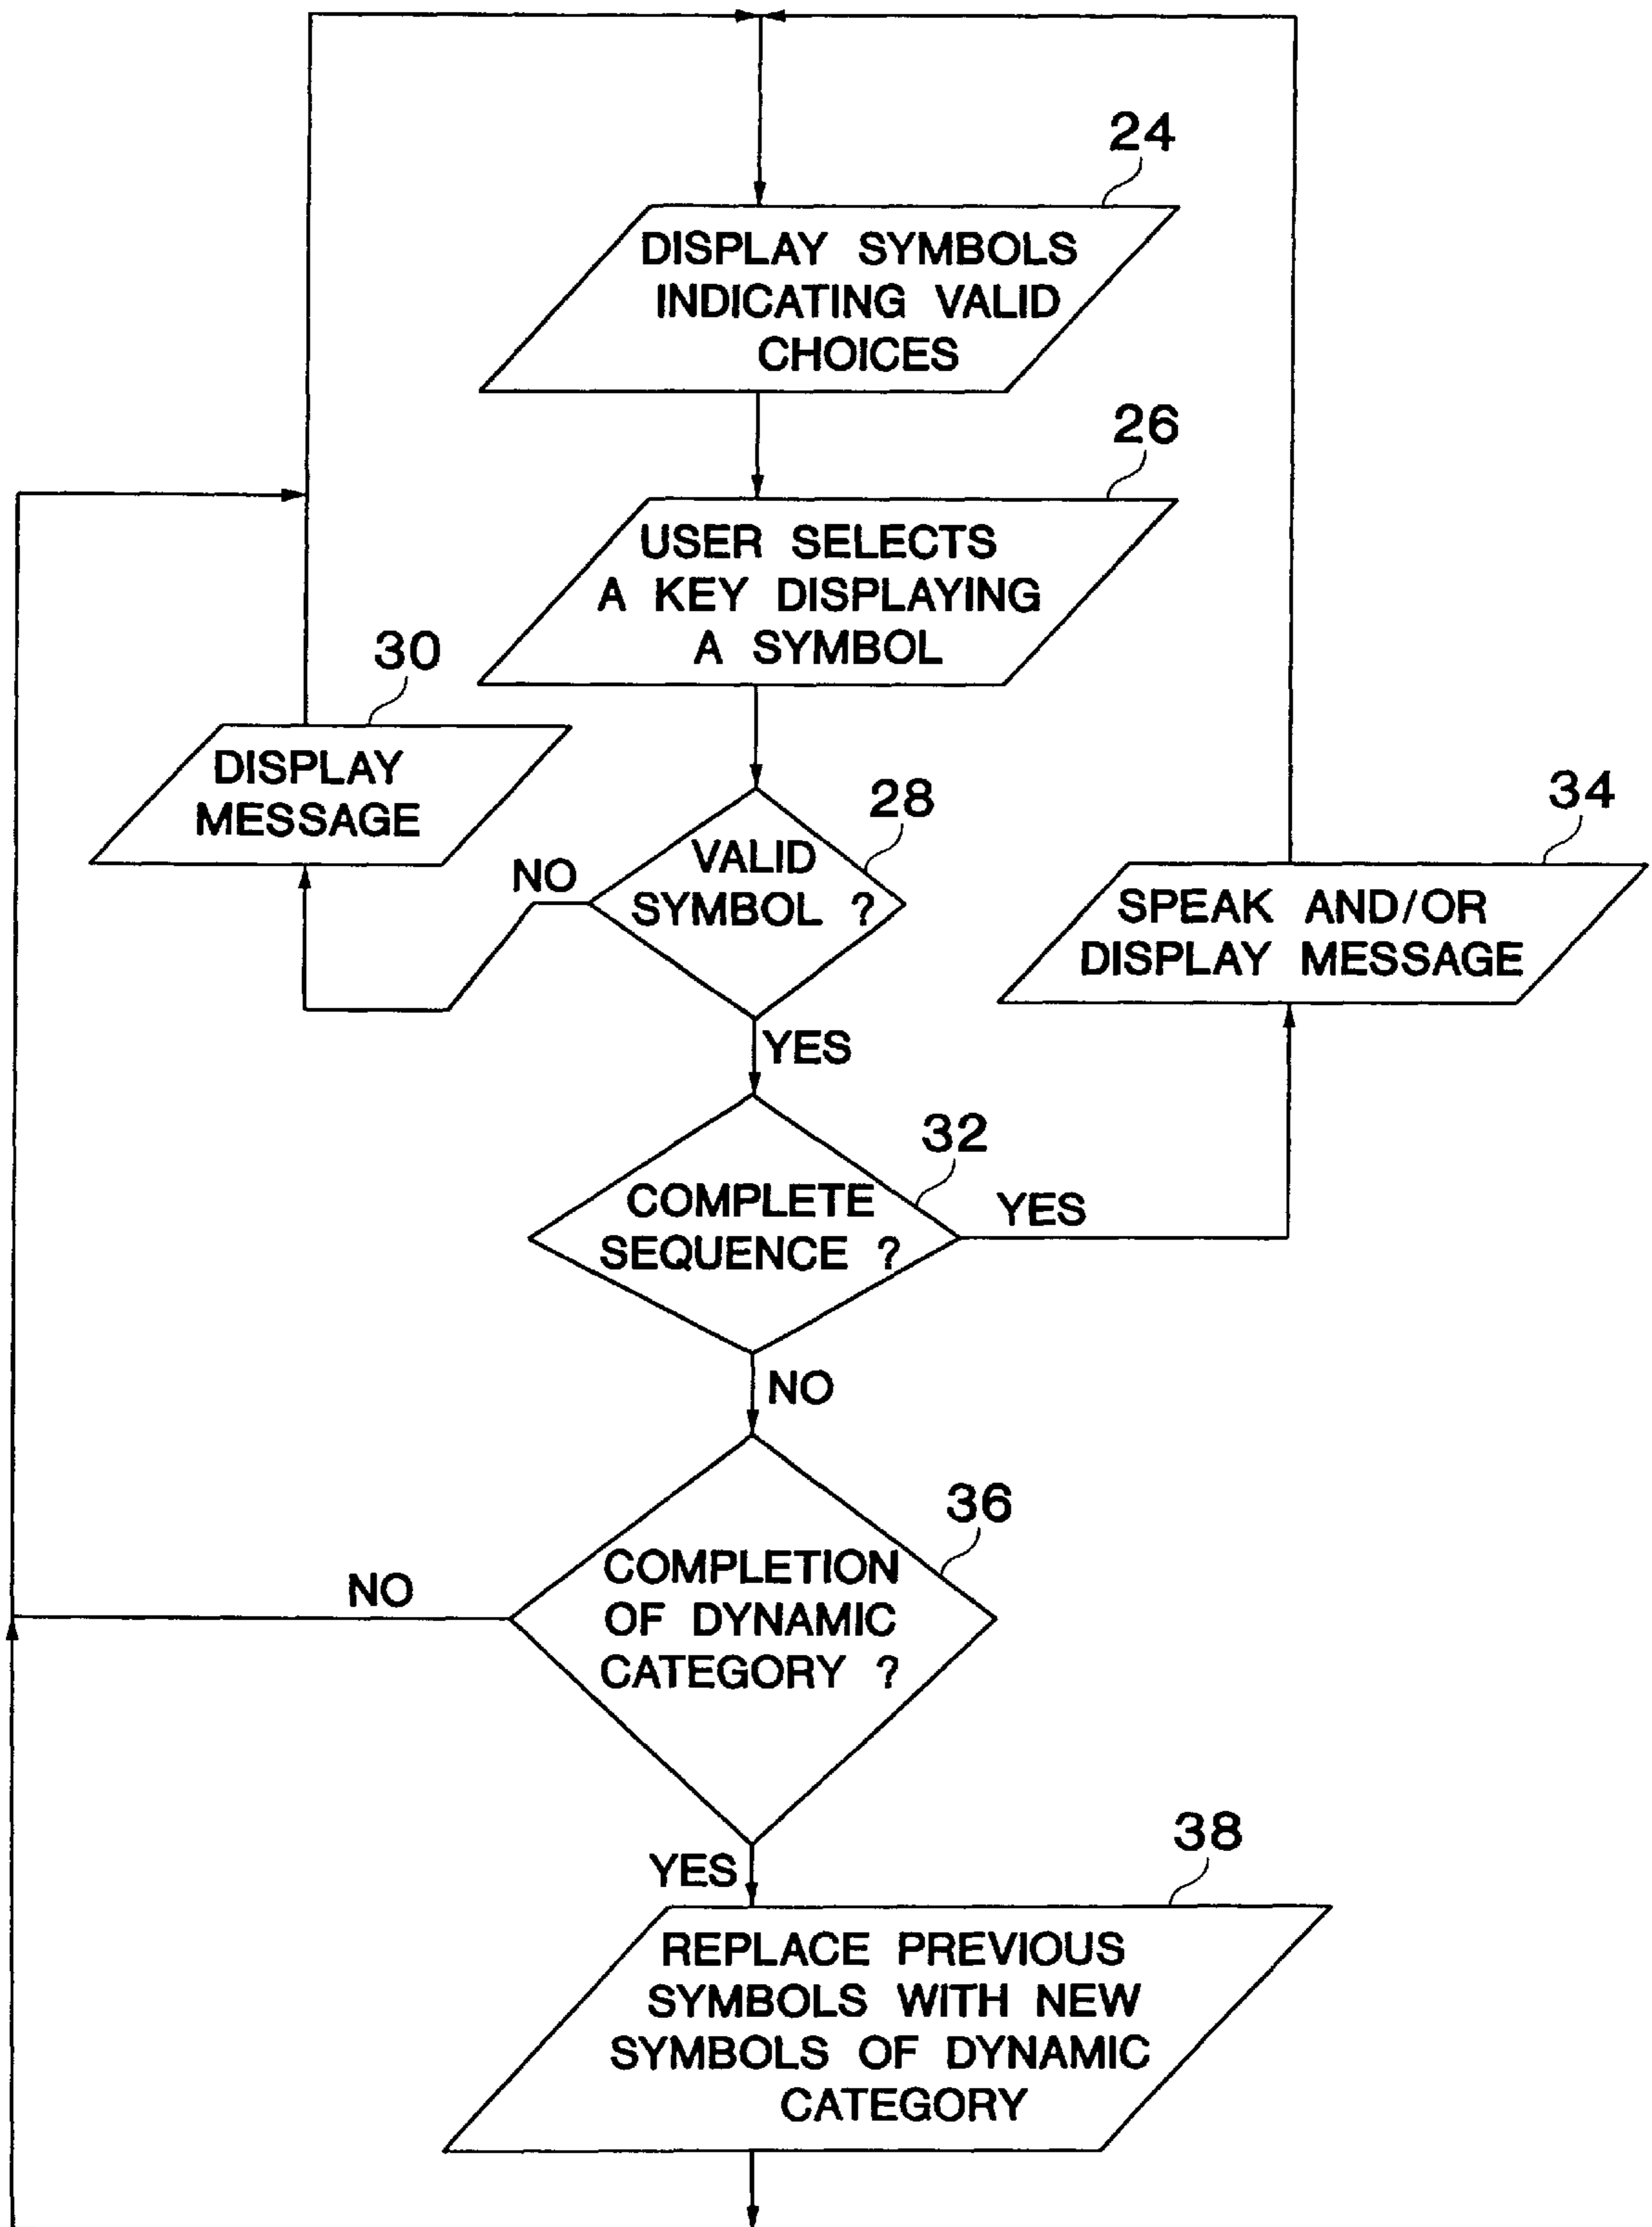 24
DISPLAY SYMBOLS
INDICATING VALID
CHOICES
26
USER SELECTS
A KEY DISPLAYING
A SYMBOL
30
DISPLAY
MESSAGE
28
VALID
SYMBOL ?
NO
YES
34
SPEAK AND/OR
DISPLAY MESSAGE
32
COMPLETE
SEQUENCE ?
YES
NO
36
COMPLETION
OF DYNAMIC
CATEGORY ?
NO
YES
38
REPLACE PREVIOUS
SYMBOLS WITH NEW
SYMBOLS OF DYNAMIC
CATEGORY